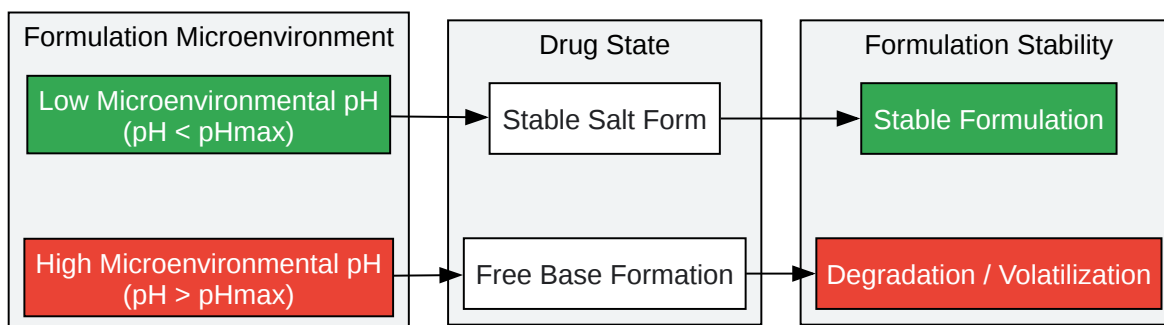 Formulation Microenvironment
Low Microenvironmental pH
(pH < pHmax)
High Microenvironmental pH
(pH > pHmax)
Drug State
Stable Salt Form
Free Base Formation
Formulation Stability
Stable Formulation
Degradation / Volatilization